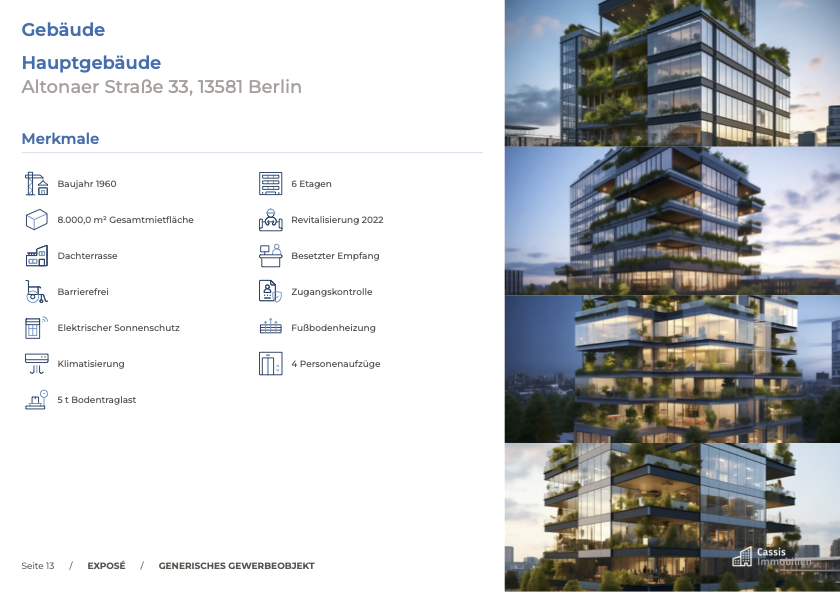 Gebäude
Hauptgebäude
Altonaer Straße 33, 13581 Berlin
Merkmale
Baujahr 1960
6 Etagen
8.000,0 m² Gesamtmietfläche
Revitalisierung 2022
Dachterrasse
Besetzter Empfang
Barrierefrei
Zugangskontrolle
Elektrischer Sonnenschutz
Fußbodenheizung
Klimatisierung
4 Personenaufzüge
5 t Bodentraglast
Cassis
Immobilien
Seite 13 / EXPOSÉ / GENERISCHES GEWERBEOBJEKT